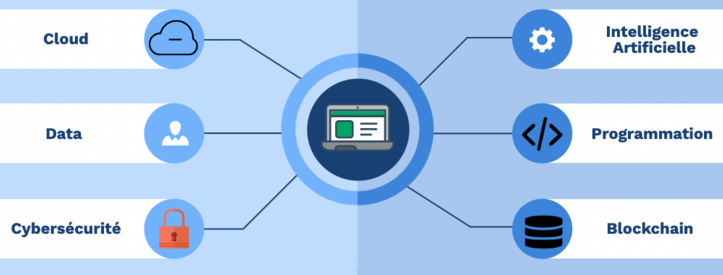 Cloud
Data
Cybersécurité
Intelligence
Artificielle
Programmation
Blockchain